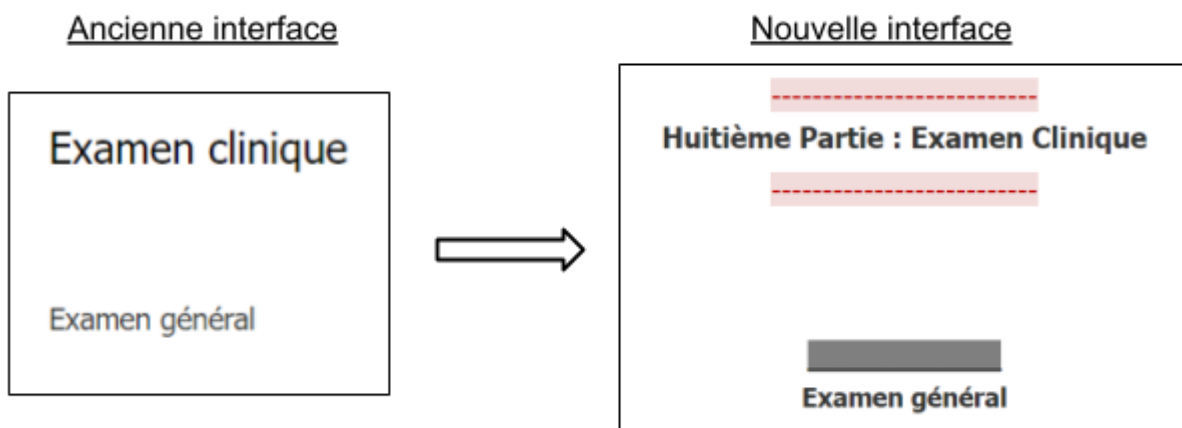 Ancienne interface
Nouvelle interface
Examen clinique
Examen général
---------------------------
Huitième Partie : Examen Clinique
---------------------------
Examen général